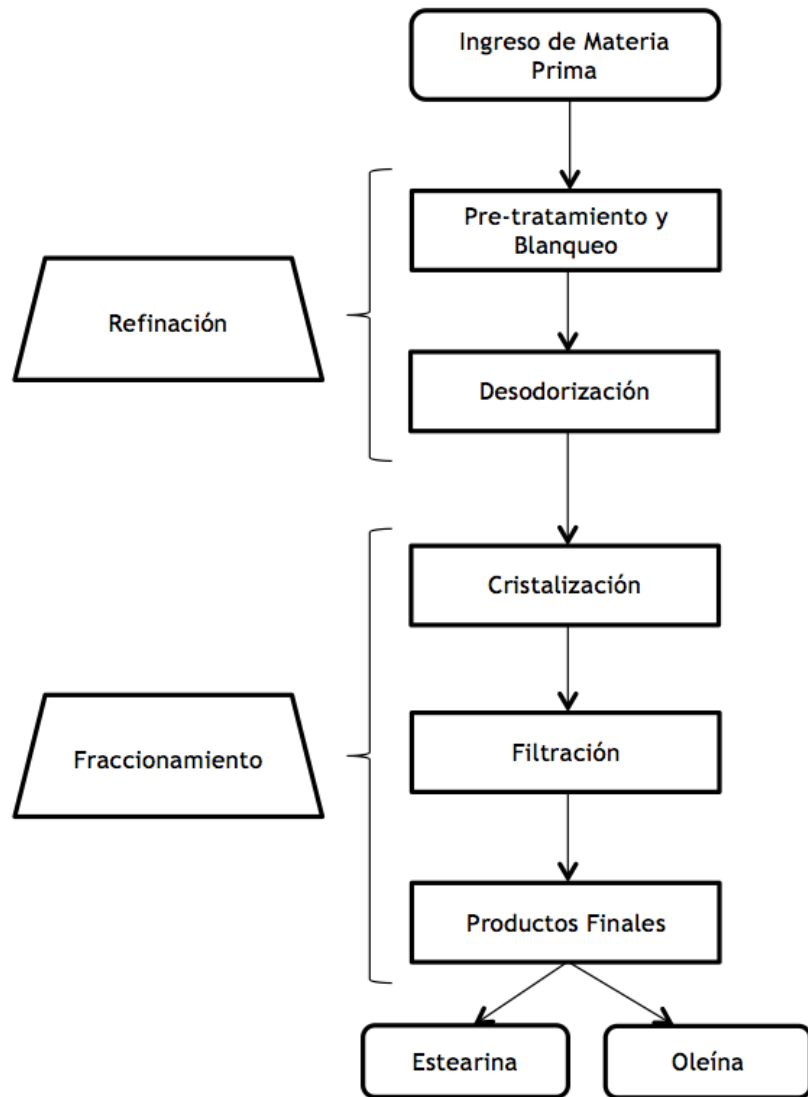 Ingreso de Materia
Prima
Pre-tratamiento y
Blanqueo
Refinación
Desodorización
Cristalización
Fraccionamiento
Filtración
Productos Finales
Estearina
Oleína